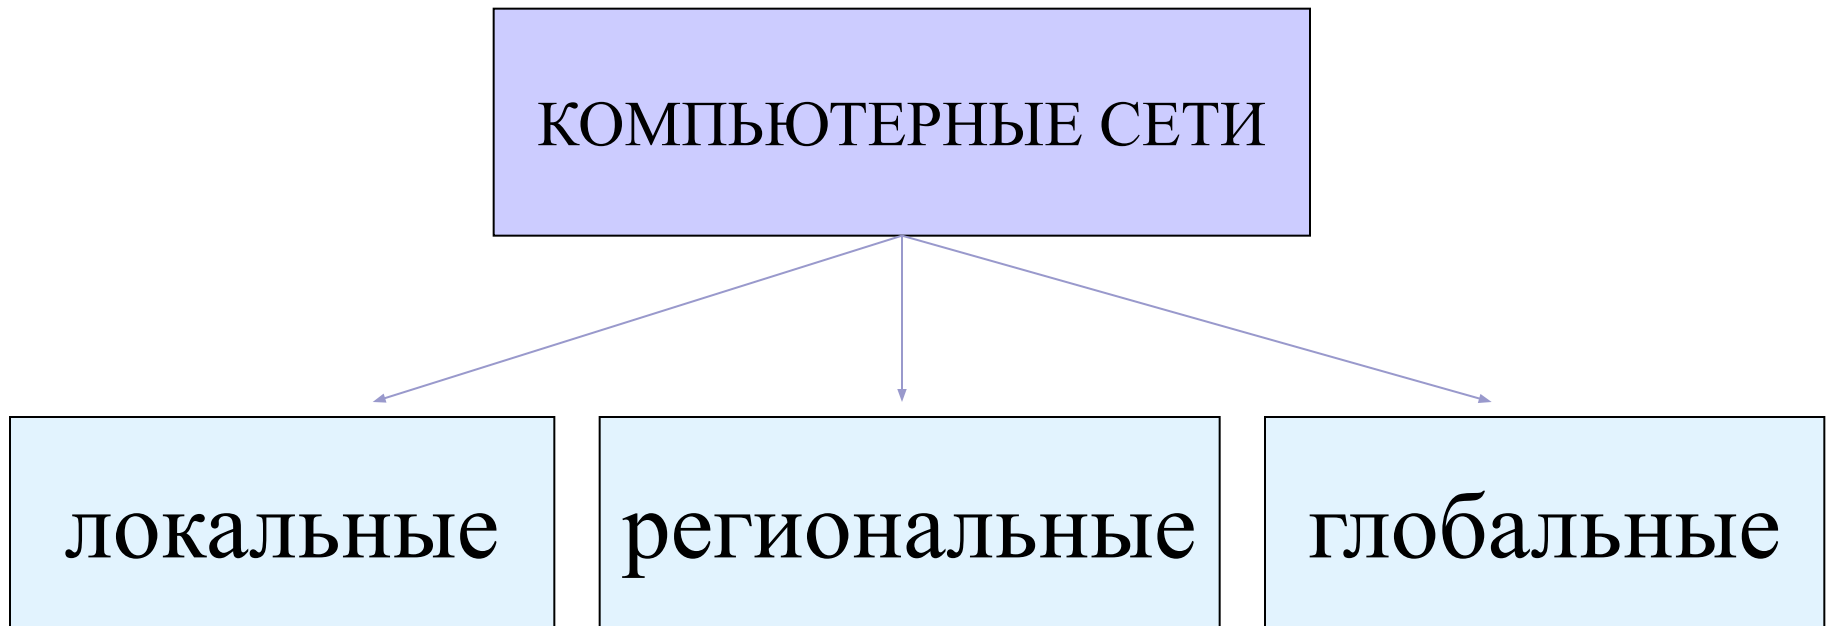 КОМПЬЮТЕРНЫЕ СЕТИ
локальные
региональные
глобальные